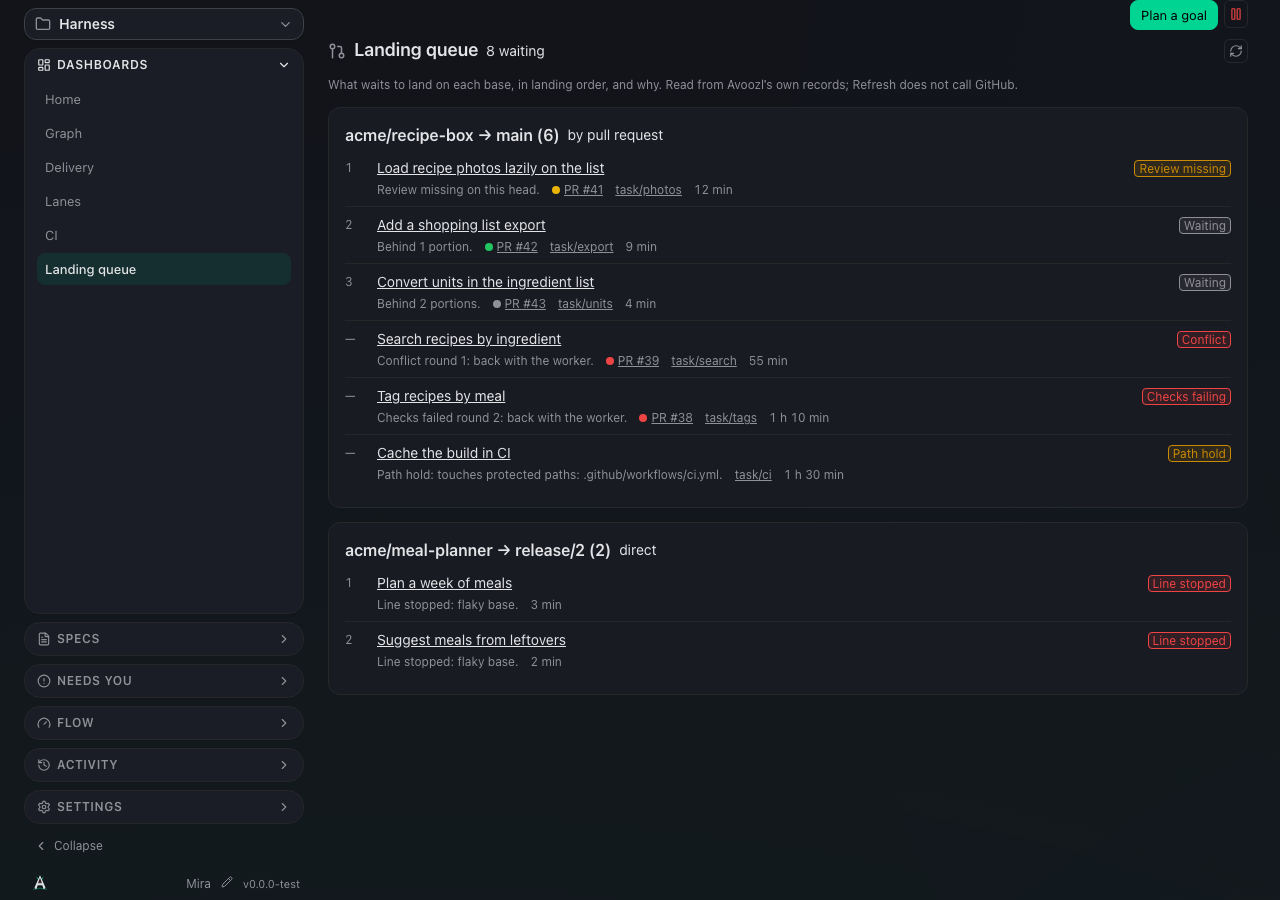 Harness
DASHBOARDS
Home
Graph
Delivery
Lanes
CI
Landing queue
SPECS
NEEDS YOU
FLOW
ACTIVITY
SETTINGS
Collapse
A Mira v0.0.0-test
Plan a goal
Landing queue 8 waiting
What waits to land on each base, in landing order, and why. Read from Avoozl's own records; Refresh does not call GitHub.
acme/recipe-box → main (6) by pull request
1 Load recipe photos lazily on the list Review missing
Review missing on this head. PR #41 task/photos 12 min
2 Add a shopping list export Waiting
Behind 1 portion. PR #42 task/export 9 min
3 Convert units in the ingredient list Waiting
Behind 2 portions. PR #43 task/units 4 min
— Search recipes by ingredient Conflict
Conflict round 1: back with the worker. PR #39 task/search 55 min
— Tag recipes by meal Checks failing
Checks failed round 2: back with the worker. PR #38 task/tags 1 h 10 min
— Cache the build in CI Path hold
Path hold: touches protected paths: .github/workflows/ci.yml. task/ci 1 h 30 min
acme/meal-planner → release/2 (2) direct
1 Plan a week of meals Line stopped
Line stopped: flaky base. 3 min
2 Suggest meals from leftovers Line stopped
Line stopped: flaky base. 2 min